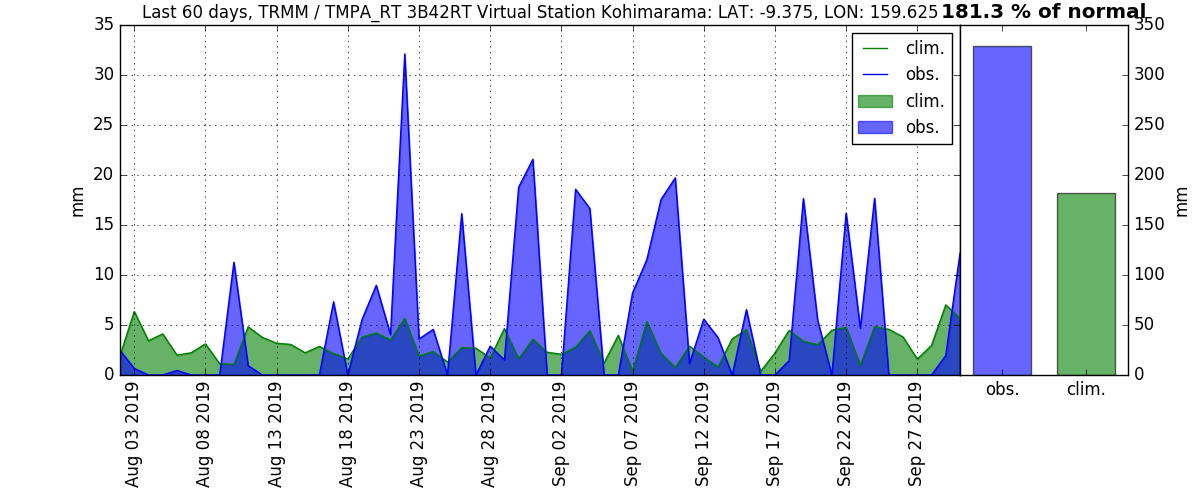 Last 60 days, TRMM / TMPA_RT 3B42RT Virtual Station Kohimarama: LAT: -9.375, LON: 159.625
181.3 % of normal
35
30
25
20
15
10
5
0
mm
clim.
obs.
clim.
obs.
Aug 03 2019
Aug 08 2019
Aug 13 2019
Aug 18 2019
Aug 23 2019
Aug 28 2019
Sep 02 2019
Sep 07 2019
Sep 12 2019
Sep 17 2019
Sep 22 2019
Sep 27 2019
350
300
250
200
150
100
50
0
mm
obs.
clim.